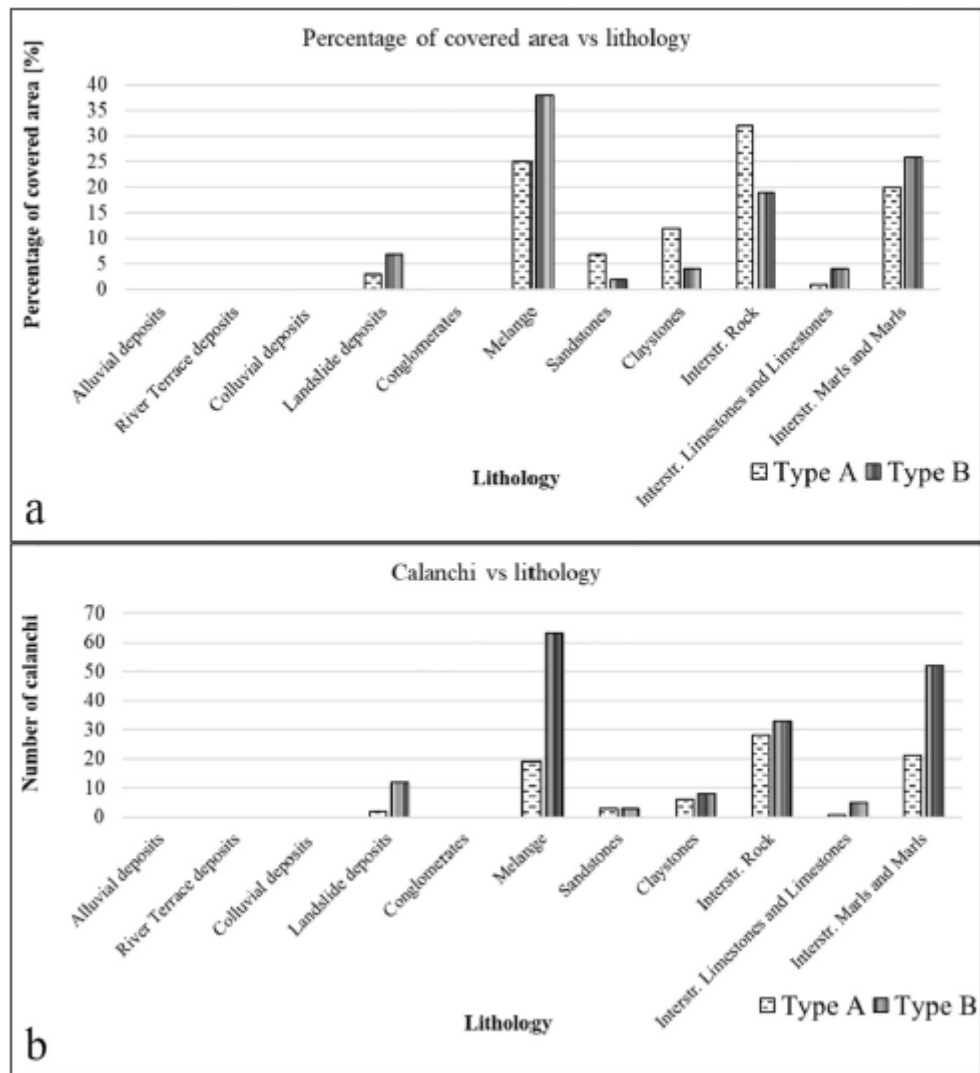 Percentage of covered area vs lithology
Percentage of covered area [%]
40
35
30
25
20
15
10
5
0
Alluvial deposits
River Terrace deposits
Colluvial deposits
Landslide deposits
Conglomerates
Melange
Sandstones
Claystones
Interstr. Rock
Interstr. Limestones and Limestones
Interstr. Marls and Marls
Lithology
Type A Type B
a
Calanchi vs lithology
Number of calanchi
70
60
50
40
30
20
10
0
Alluvial deposits
River Terrace deposits
Colluvial deposits
Landslide deposits
Conglomerates
Melange
Sandstones
Claystones
Interstr. Rock
Interstr. Limestones and Limestones
Interstr. Marls and Marls
Lithology
Type A Type B
b